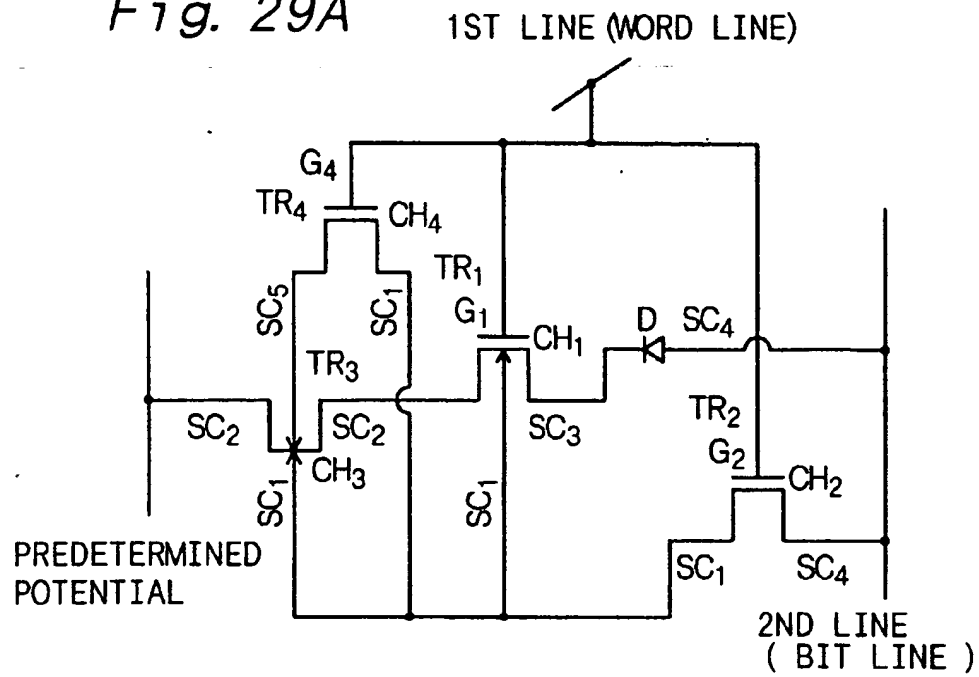 Fig. 29A
1ST LINE (WORD LINE)
G4
TR4
CH4
TR1
SC5
SC1
G1
CH1
D
SC4
TR3
SC2
SC2
SC3
TR2
CH3
G2
CH2
SC1
SC1
PREDETERMINED
POTENTIAL
SC1
SC4
2ND LINE
( BIT LINE )